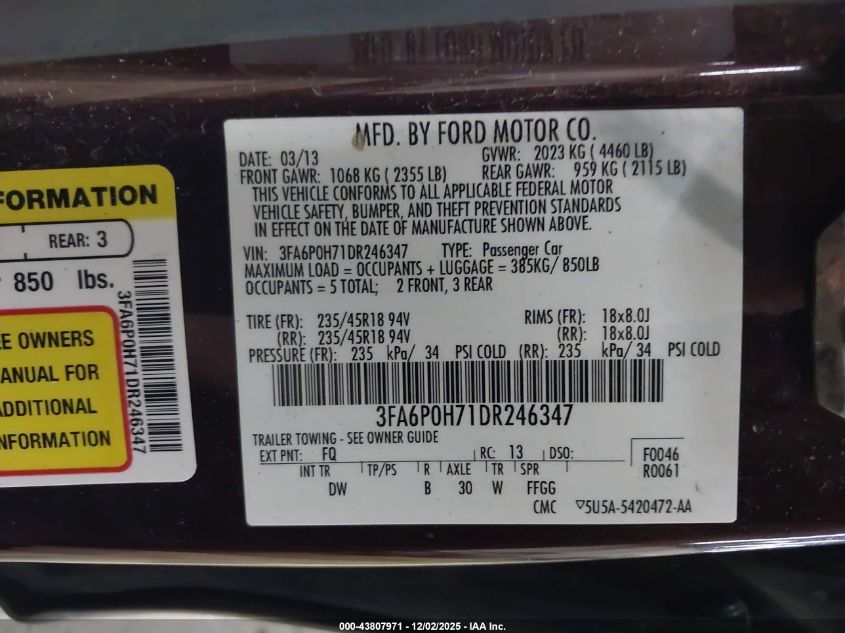 MFD. BY FORD MOTOR CO.
DATE: 03/13 GVWR: 2023 KG ( 4460 LB)
FRONT GAWR: 1068 KG ( 2355 LB) REAR GAWR: 959 KG ( 2115 LB)
THIS VEHICLE CONFORMS TO ALL APPLICABLE FEDERAL MOTOR
VEHICLE SAFETY, BUMPER, AND THEFT PREVENTION STANDARDS
IN EFFECT ON THE DATE OF MANUFACTURE SHOWN ABOVE.
VIN: 3FA6P0H71DR246347 TYPE: Passenger Car
MAXIMUM LOAD = OCCUPANTS + LUGGAGE = 385KG/ 850LB
OCCUPANTS = 5 TOTAL; 2 FRONT, 3 REAR
TIRE (FR): 235/45R18 94V RIMS (FR): 18x8.0J
(RR): 235/45R18 94V (RR): 18x8.0J
PRESSURE (FR): 235 kPa/ 34 PSI COLD (RR): 235 kPa/ 34 PSI COLD
3FA6P0H71DR246347
TRAILER TOWING - SEE OWNER GUIDE
EXT PNT: FQ RC: 13 DSO: F0046
R0061
INT TR TP/PS R AXLE TR SPR
DW B 30 W FFGG
CMC ▽5U5A-5420472-AA
FORMATION
REAR: 3
850 lbs.
EE OWNERS
MANUAL FOR
ADDITIONAL
INFORMATION
3FA6P0H71DR246347
000-43807971 - 12/02/2025 - IAA Inc.